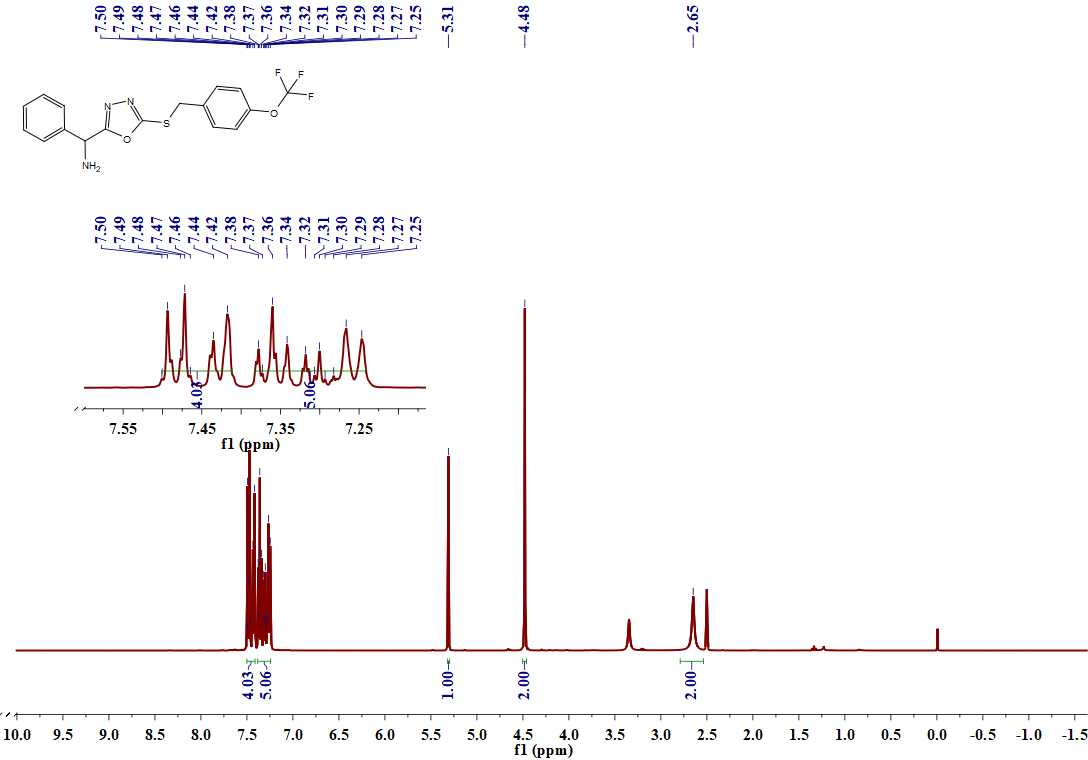 7.50 7.49 7.48 7.47 7.46 7.44 7.42 7.38 7.37 7.36 7.34 7.32 7.31 7.30 7.29 7.28 7.27 7.25 5.31 4.48 2.65
F F
F
O
N N
S
O
NH2
7.50 7.49 7.48 7.47 7.46 7.44 7.42 7.38 7.37 7.36 7.34 7.32 7.31 7.30 7.29 7.28 7.27 7.25
4.03 5.06
7.55 7.45 7.35 7.25
f1 (ppm)
4.03 5.06 1.00 2.00 2.00
10.0 9.5 9.0 8.5 8.0 7.5 7.0 6.5 6.0 5.5 5.0 4.5 4.0 3.5 3.0 2.5 2.0 1.5 1.0 0.5 0.0 -0.5 -1.0 -1.5
f1 (ppm)